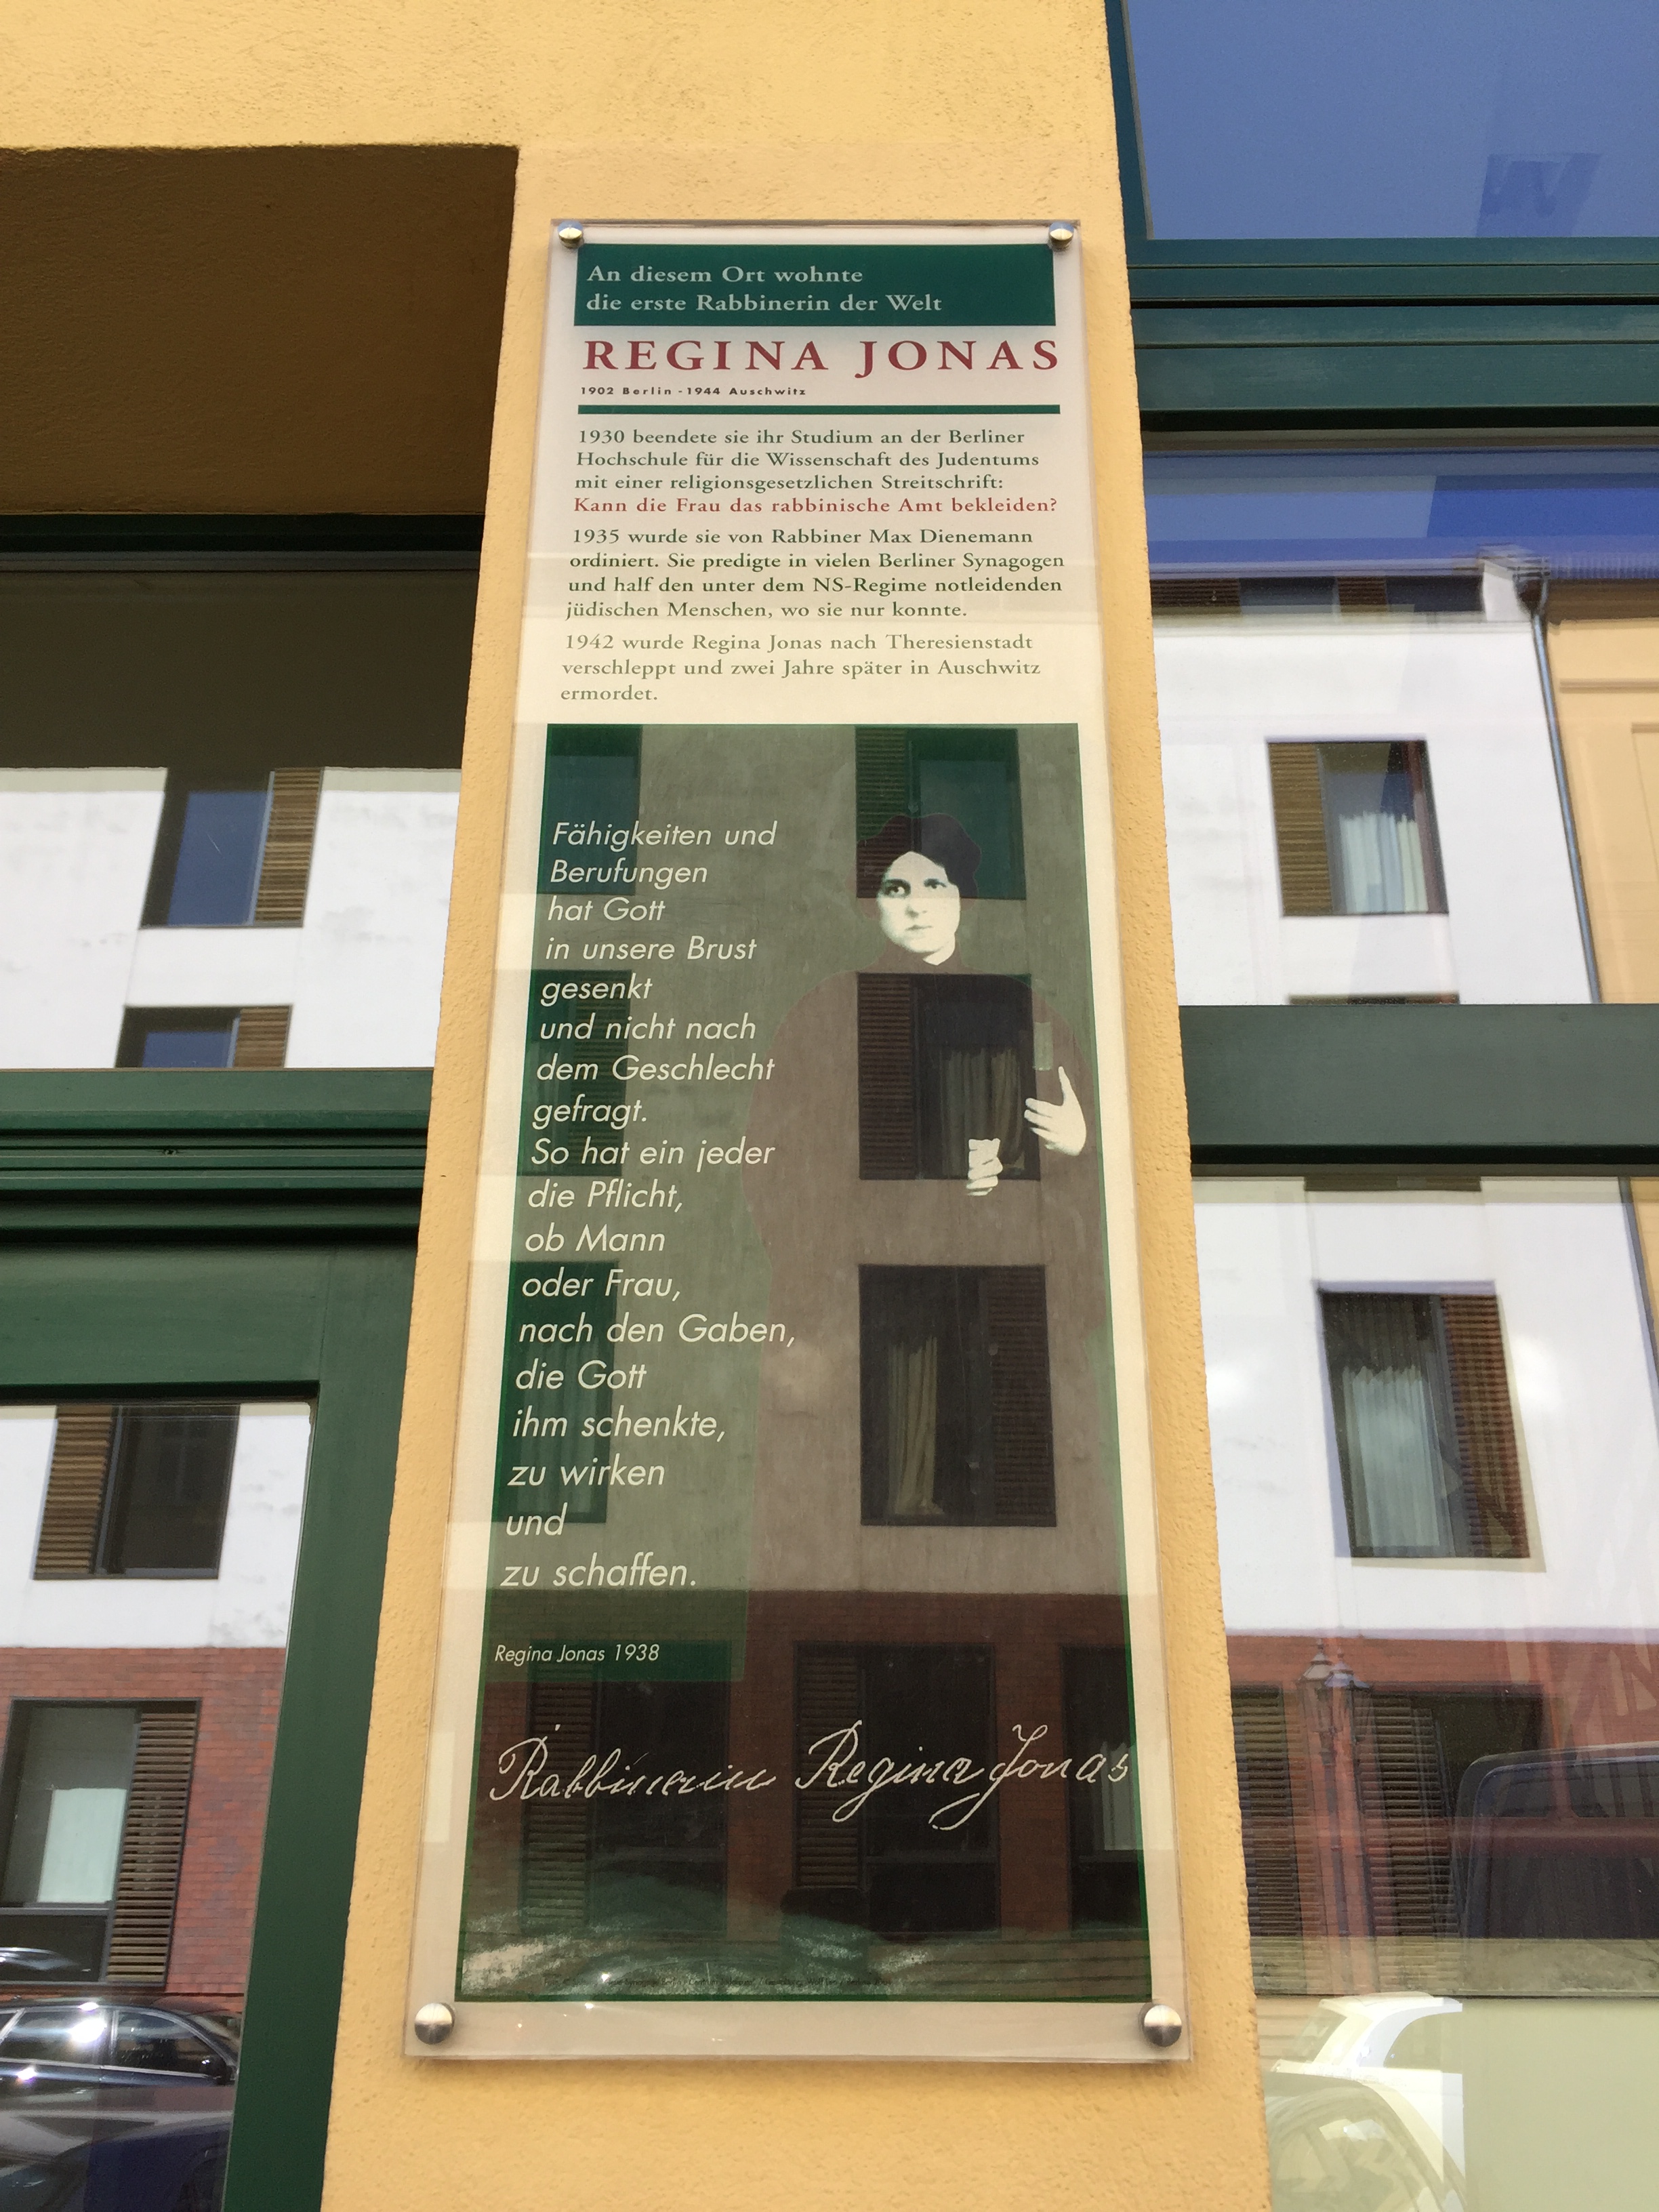 An diesem Ort wohnte
die erste Rabbinerin der Welt
REGINA JONAS
1902 Berlin - 1944 Auschwitz
1930 beendete sie ihr Studium an der Berliner
Hochschule für die Wissenschaft des Judentums
mit einer religionsgesetzlichen Streitschrift:
Kann die Frau das rabbinische Amt bekleiden?
1935 wurde sie von Rabbiner Max Dienemann
ordiniert. Sie predigte in vielen Berliner Synagogen
und half den unter dem NS-Regime notleidenden
jüdischen Menschen, wo sie nur konnte.
1942 wurde Regina Jonas nach Theresienstadt
verschleppt und zwei Jahre später in Auschwitz
ermordet.
Fähigkeiten und
Berufungen
hat Gott
in unsere Brust
gesenkt
und nicht nach
dem Geschlecht
gefragt.
So hat ein jeder
die Pflicht,
ob Mann
oder Frau,
nach den Gaben,
die Gott
ihm schenkte,
zu wirken
und
zu schaffen.
Regina Jonas 1938
Rabbinerin Regina Jonas